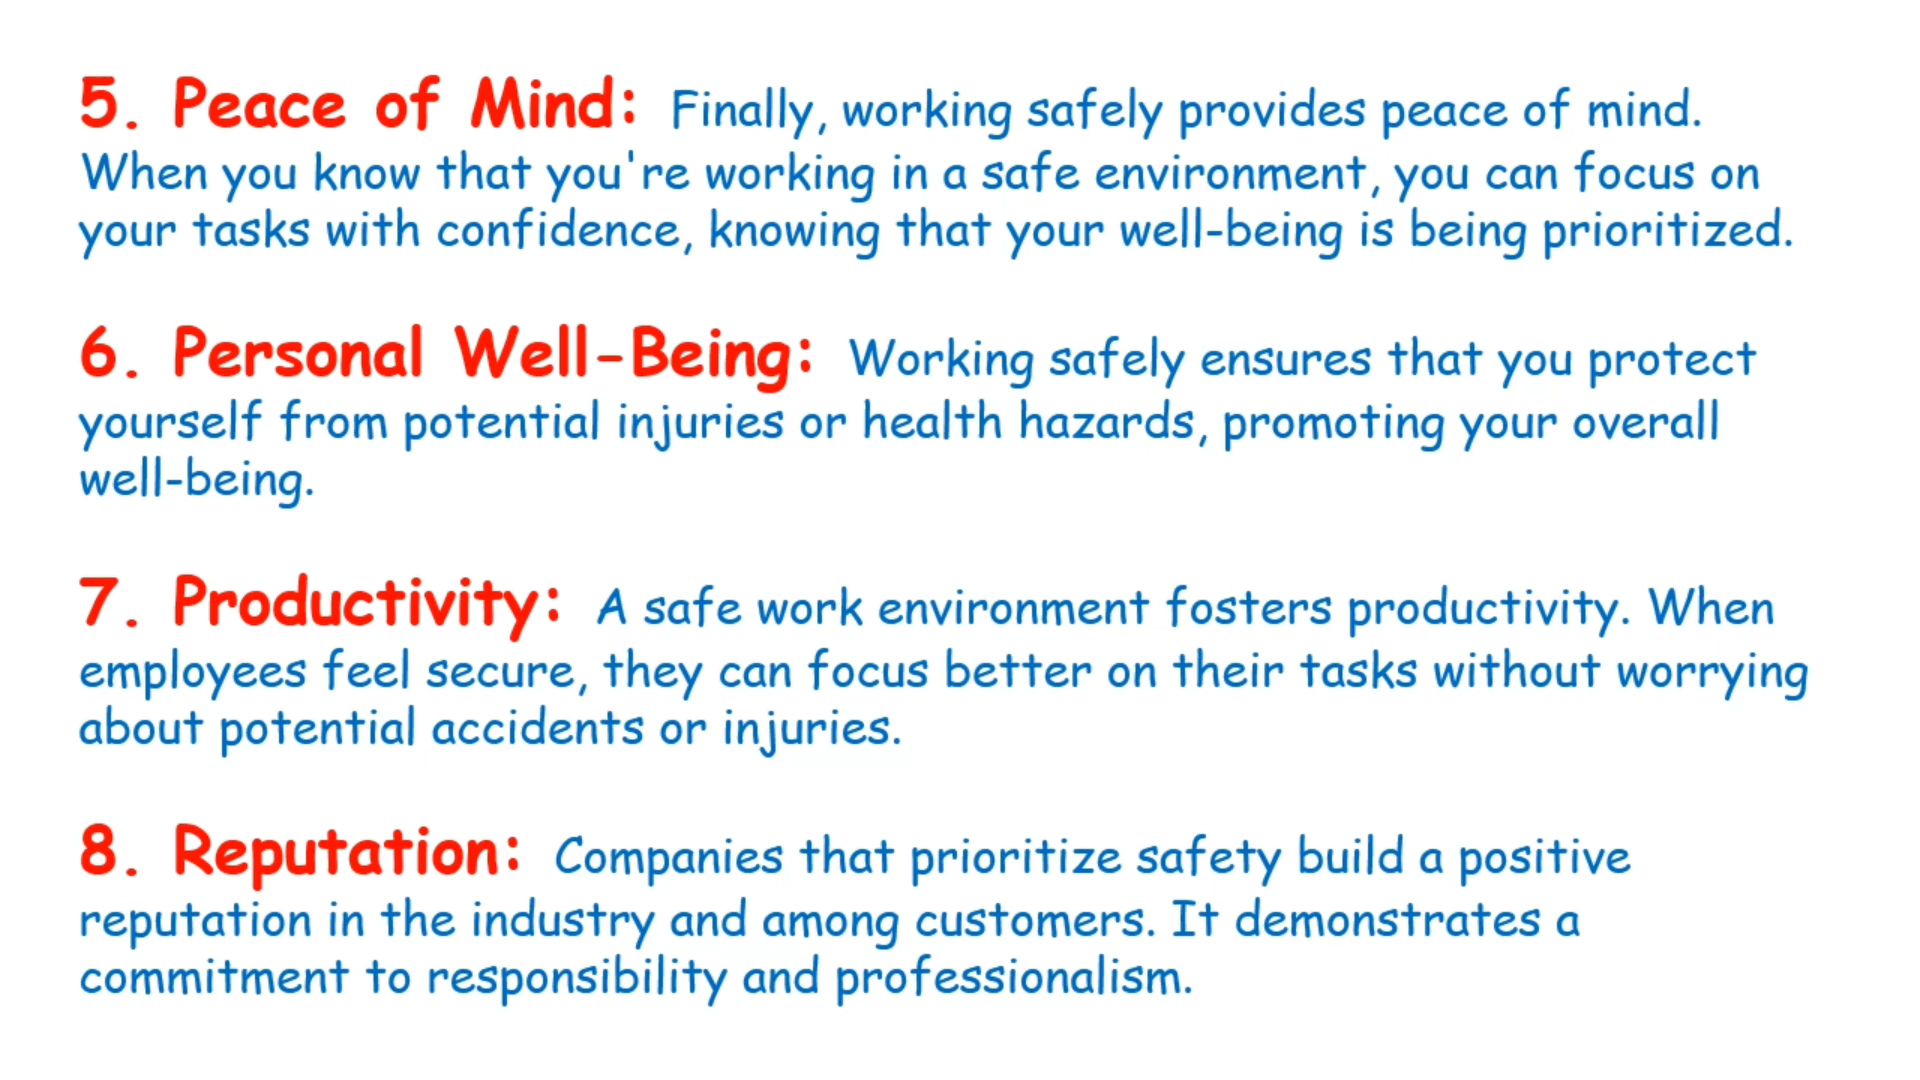 5. Peace of Mind: Finally, working safely provides peace of mind.
When you know that you're working in a safe environment, you can focus on
your tasks with confidence, knowing that your well-being is being prioritized.
6. Personal Well-Being: Working safely ensures that you protect
yourself from potential injuries or health hazards, promoting your overall
well-being.
7. Productivity: A safe work environment fosters productivity. When
employees feel secure, they can focus better on their tasks without worrying
about potential accidents or injuries.
8. Reputation: Companies that prioritize safety build a positive
reputation in the industry and among customers. It demonstrates a
commitment to responsibility and professionalism.